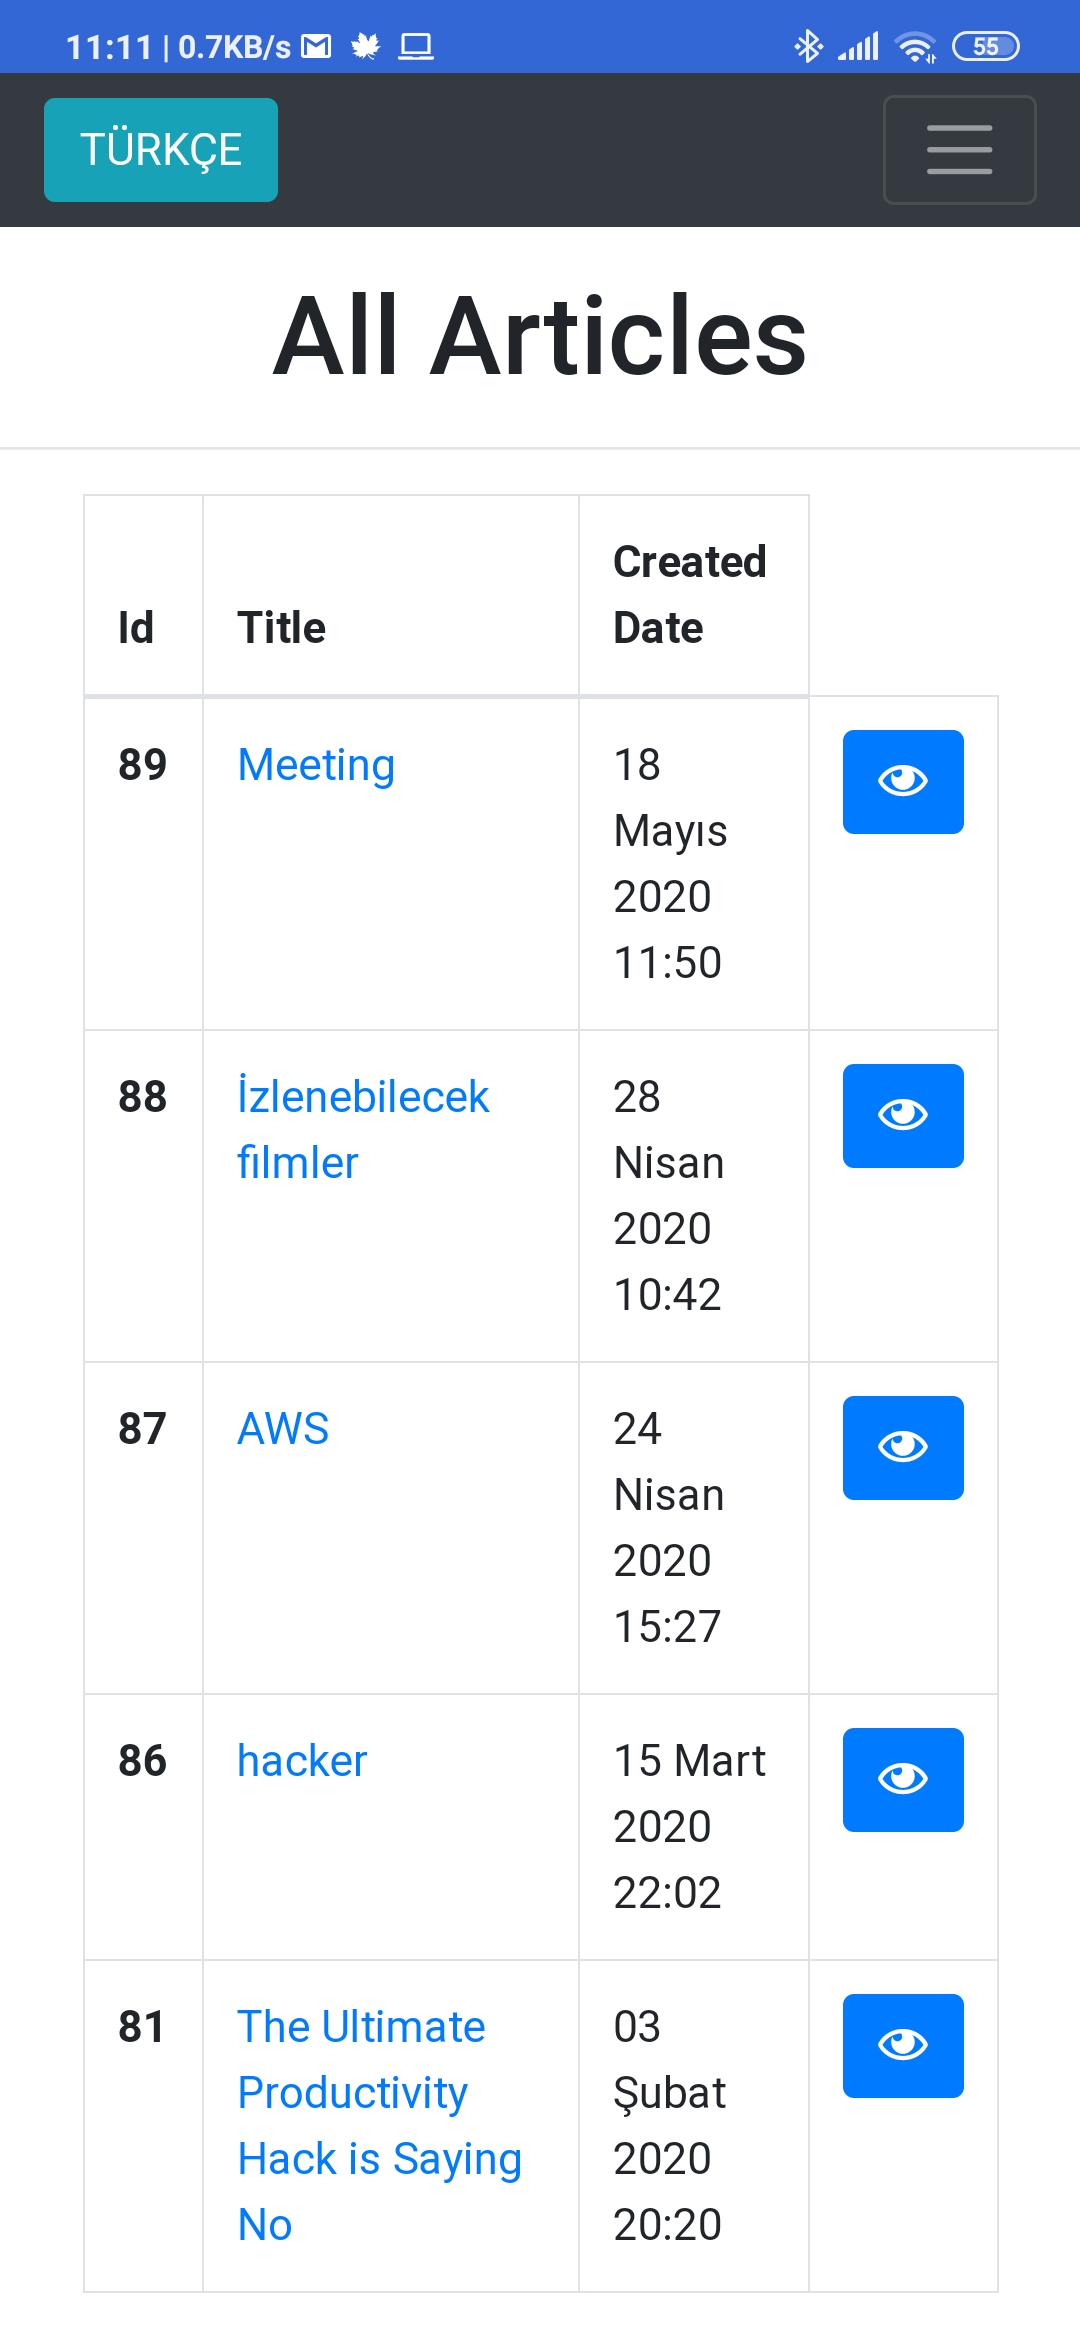 11:11 | 0.7KB/s
55
TÜRKÇE
All Articles
Id
Title
Created
Date
89
Meeting
18
Mayıs
2020
11:50
88
İzlenebilecek
filmler
28
Nisan
2020
10:42
87
AWS
24
Nisan
2020
15:27
86
hacker
15 Mart
2020
22:02
81
The Ultimate
Productivity
Hack is Saying
No
03
Şubat
2020
20:20